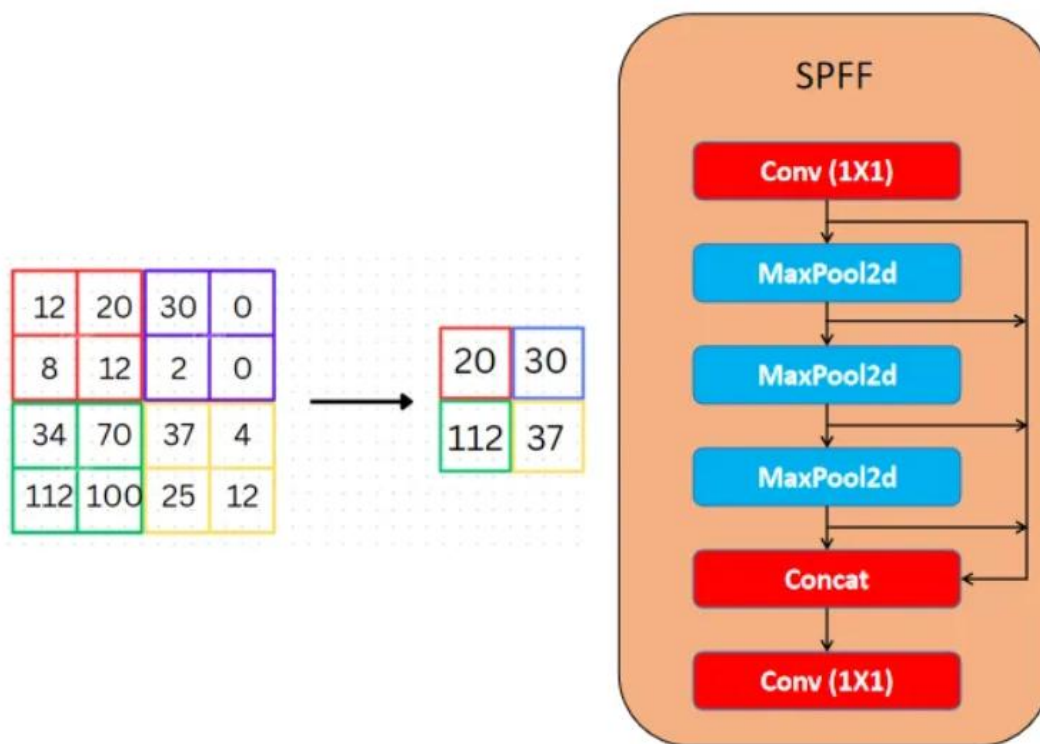 12 20 30 0
8 12 2 0
34 70 37 4
112 100 25 12
20 30
112 37
SPFF
Conv (1X1)
MaxPool2d
MaxPool2d
MaxPool2d
Concat
Conv (1X1)